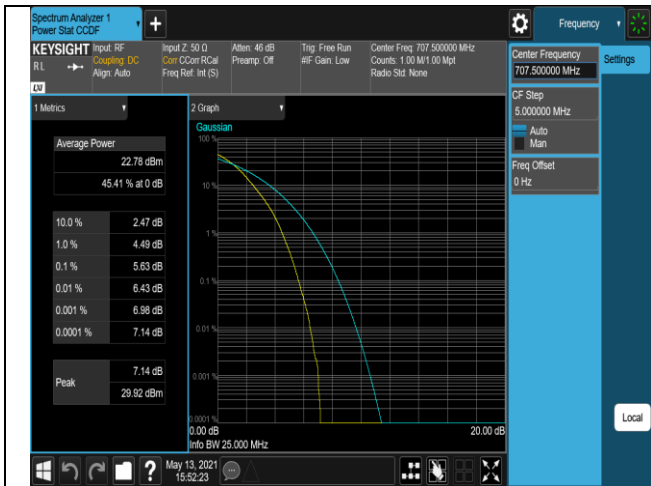 Spectrum Analyzer 1
Power Stat CCDF
+
Frequency
KEYSIGHT
RL
LXI
Input: RF
Coupling: DC
Align: Auto
Input Z: 50 Ω
Corr CCorr RCal
Freq Ref: Int (S)
Atten: 46 dB
Preamp: Off
Trig: Free Run
#IF Gain: Low
Center Freq: 707.500000 MHz
Counts: 1.00 M/1.00 Mpt
Radio Std: None
Center Frequency
707.500000 MHz
Settings
CF Step
5.000000 MHz
Auto
Man
Freq Offset
0 Hz
1 Metrics
Average Power
22.78 dBm
45.41 % at 0 dB
10.0 % 2.47 dB
1.0 % 4.49 dB
0.1 % 5.63 dB
0.01 % 6.43 dB
0.001 % 6.98 dB
0.0001 % 7.14 dB
Peak
7.14 dB
29.92 dBm
2 Graph
Gaussian
100 %
10 %
1 %
0.1 %
0.01 %
0.001 %
0.0001 %
0.00 dB 20.00 dB
Info BW 25.000 MHz
Local
?
May 13, 2021
15:52:23